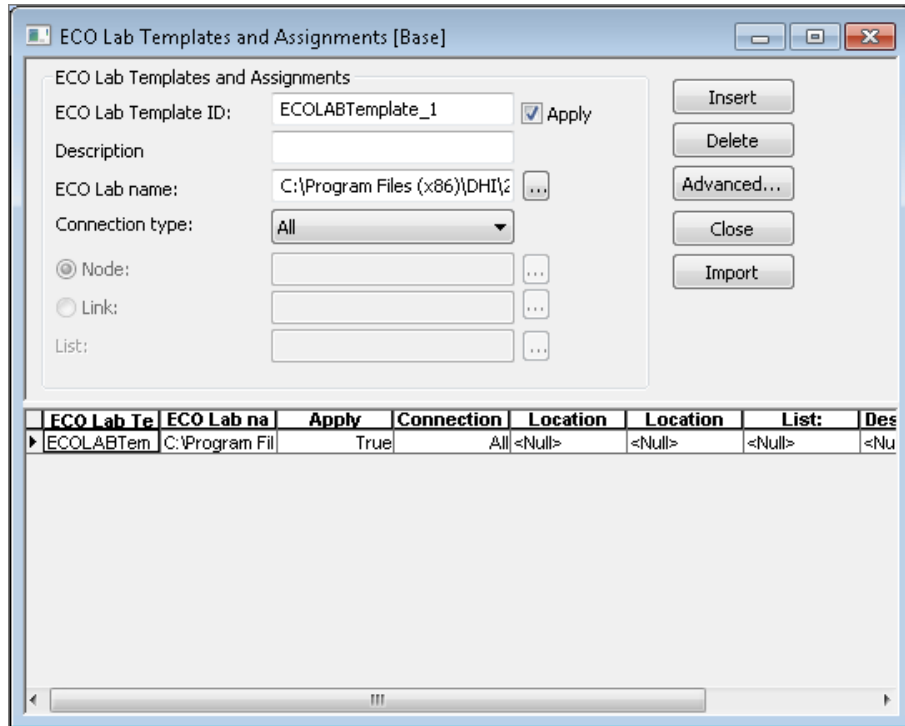 ECO Lab Templates and Assignments [Base]
ECO Lab Templates and Assignments
ECO Lab Template ID: ECOLABTemplate_1 Apply
Insert
Description
Delete
ECO Lab name: C:\Program Files (x86)\DHI\2 ...
Advanced...
Connection type: All
Close
Node: ...
Import
Link: ...
List: ...
ECO Lab Te ECO Lab na Apply Connection Location Location List: Des
ECOLABTem C:\Program Fil True All <Null> <Null> <Null> <Nu